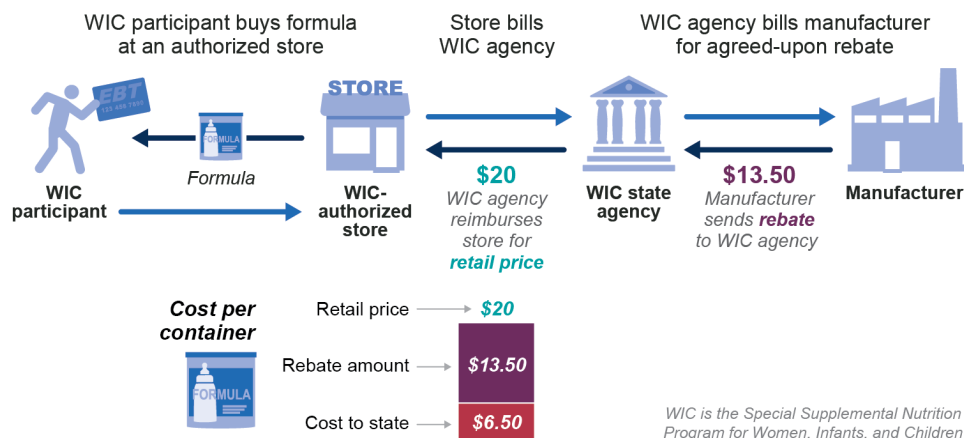 WIC participant buys formula
at an authorized store
Store bills
WIC agency
WIC agency bills manufacturer
for agreed-upon rebate
EBT
123 456 7890
STORE
FORMULA
Formula
WIC
participant
WIC-
authorized
store
$20
WIC agency
reimburses
store for
retail price
WIC state
agency
$13.50
Manufacturer
sends rebate
to WIC agency
Manufacturer
Cost per
container
FORMULA
Retail price
$20
Rebate amount
$13.50
Cost to state
$6.50
WIC is the Special Supplemental Nutrition
Program for Women, Infants, and Children